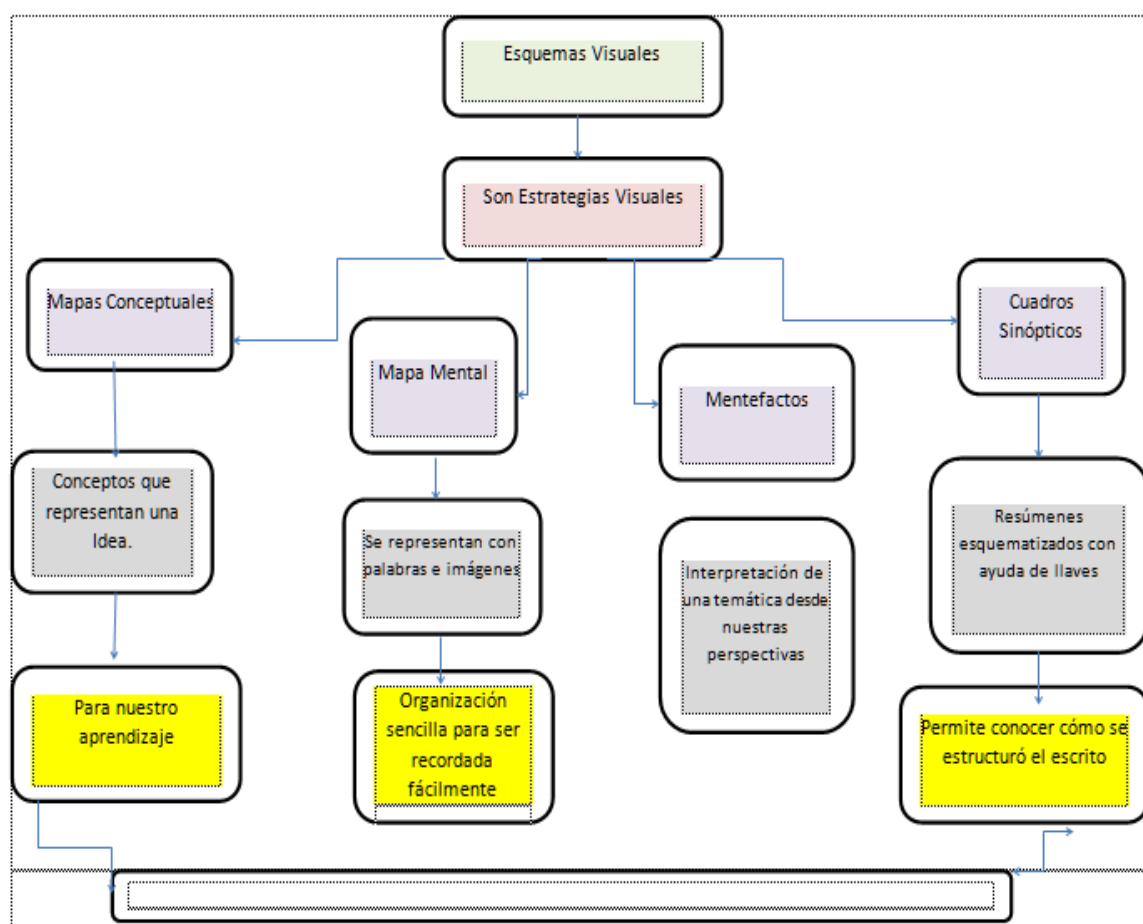 Esquemas Visuales
Son Estrategias Visuales
Mapas Conceptuales
Mapa Mental
Mentefactos
Cuadros
Sinópticos
Conceptos que
representan una
Idea.
Se representan con
palabras e imágenes
Interpretación de
una temática desde
nuestras
perspectivas
Resúmenes
esquematizados con
ayuda de llaves
Para nuestro
aprendizaje
Organización
sencilla para ser
recordada
fácilmente
Permite conocer cómo se
estructuró el escrito